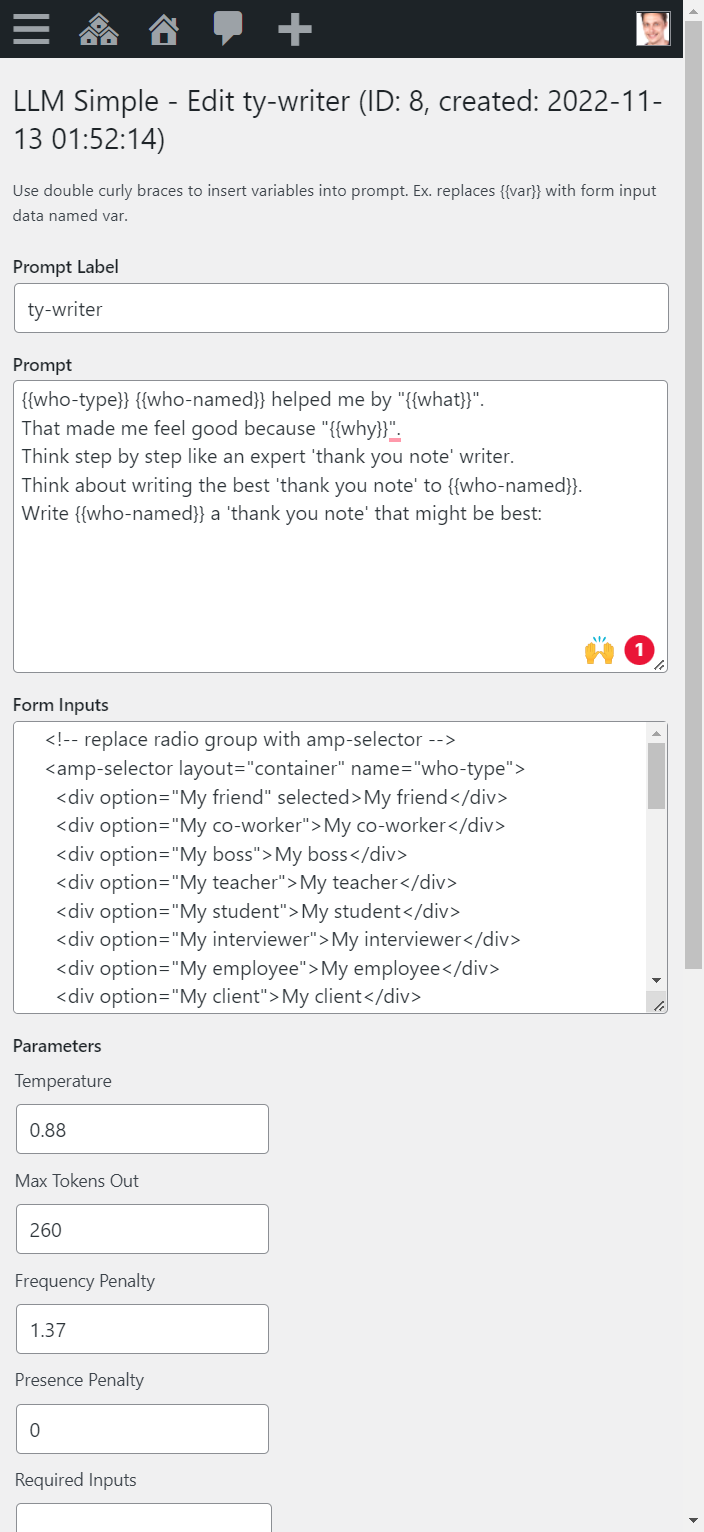 LLM Simple - Edit ty-writer (ID: 8, created: 2022-11-
13 01:52:14)
Use double curly braces to insert variables into prompt. Ex. replaces {{var}} with form input
data named var.
Prompt Label
ty-writer
Prompt
{{who-type}} {{who-named}} helped me by "{{what}}".
That made me feel good because "{{why}}".
Think step by step like an expert 'thank you note' writer.
Think about writing the best 'thank you note' to {{who-named}}.
Write {{who-named}} a 'thank you note' that might be best:
1
Form Inputs
<!-- replace radio group with amp-selector -->
<amp-selector layout="container" name="who-type">
<div option="My friend" selected>My friend</div>
<div option="My co-worker">My co-worker</div>
<div option="My boss">My boss</div>
<div option="My teacher">My teacher</div>
<div option="My student">My student</div>
<div option="My interviewer">My interviewer</div>
<div option="My employee">My employee</div>
<div option="My client">My client</div>
Parameters
Temperature
0.88
Max Tokens Out
260
Frequency Penalty
1.37
Presence Penalty
0
Required Inputs